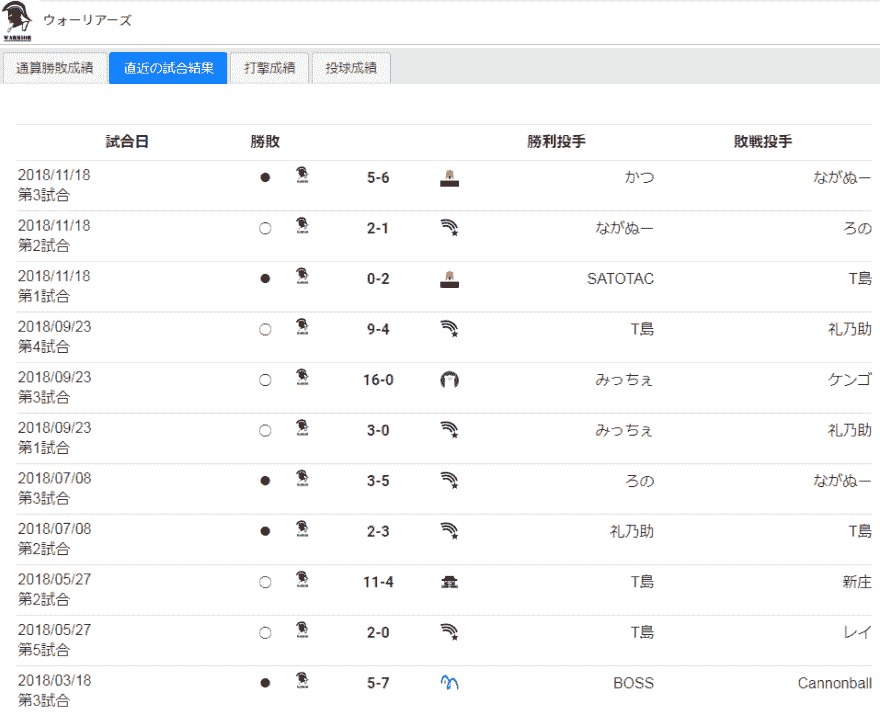 ウォーリアーズ
WARRIOR
通算勝敗成績 直近の試合結果 打撃成績 投球成績
試合日 勝敗 勝利投手 敗戦投手
2018/11/18 ● 5-6 かつ ながぬー
第3試合
2018/11/18 ○ 2-1 ながぬー ろの
第2試合
2018/11/18 ● 0-2 SATOTAC T島
第1試合
2018/09/23 ○ 9-4 T島 礼乃助
第4試合
2018/09/23 ○ 16-0 みっちぇ ケンゴ
第3試合
2018/09/23 ○ 3-0 みっちぇ 礼乃助
第1試合
2018/07/08 ● 3-5 ろの ながぬー
第3試合
2018/07/08 ● 2-3 礼乃助 T島
第2試合
2018/05/27 ○ 11-4 T島 新庄
第2試合
2018/05/27 ○ 2-0 T島 レイ
第5試合
2018/03/18 ● 5-7 BOSS Cannonball
第3試合